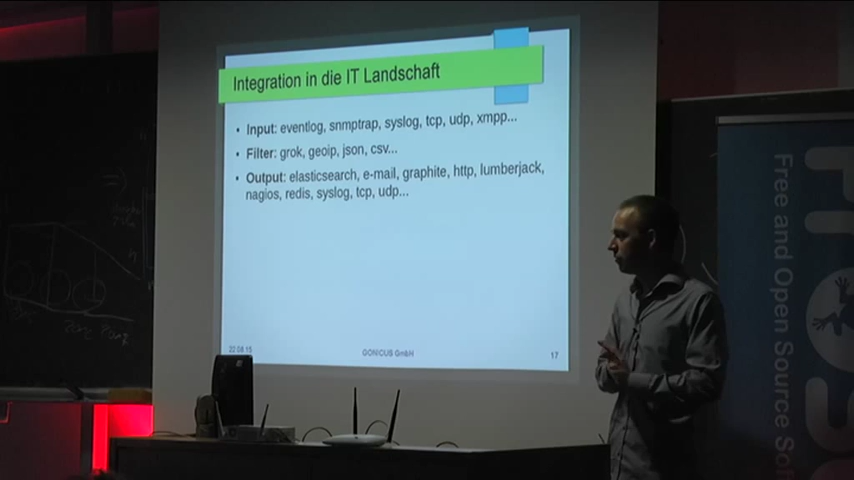 Integration in die IT Landschaft
• Input: eventlog, snmptrap, syslog, tcp, udp, xmpp...
• Filter: grok, geoip, json, csv...
• Output: elasticsearch, e-mail, graphite, http, lumberjack,
nagios, redis, syslog, tcp, udp...
22.08.15
GONICUS GmbH
17
Free and Open Source Sof
FrOS